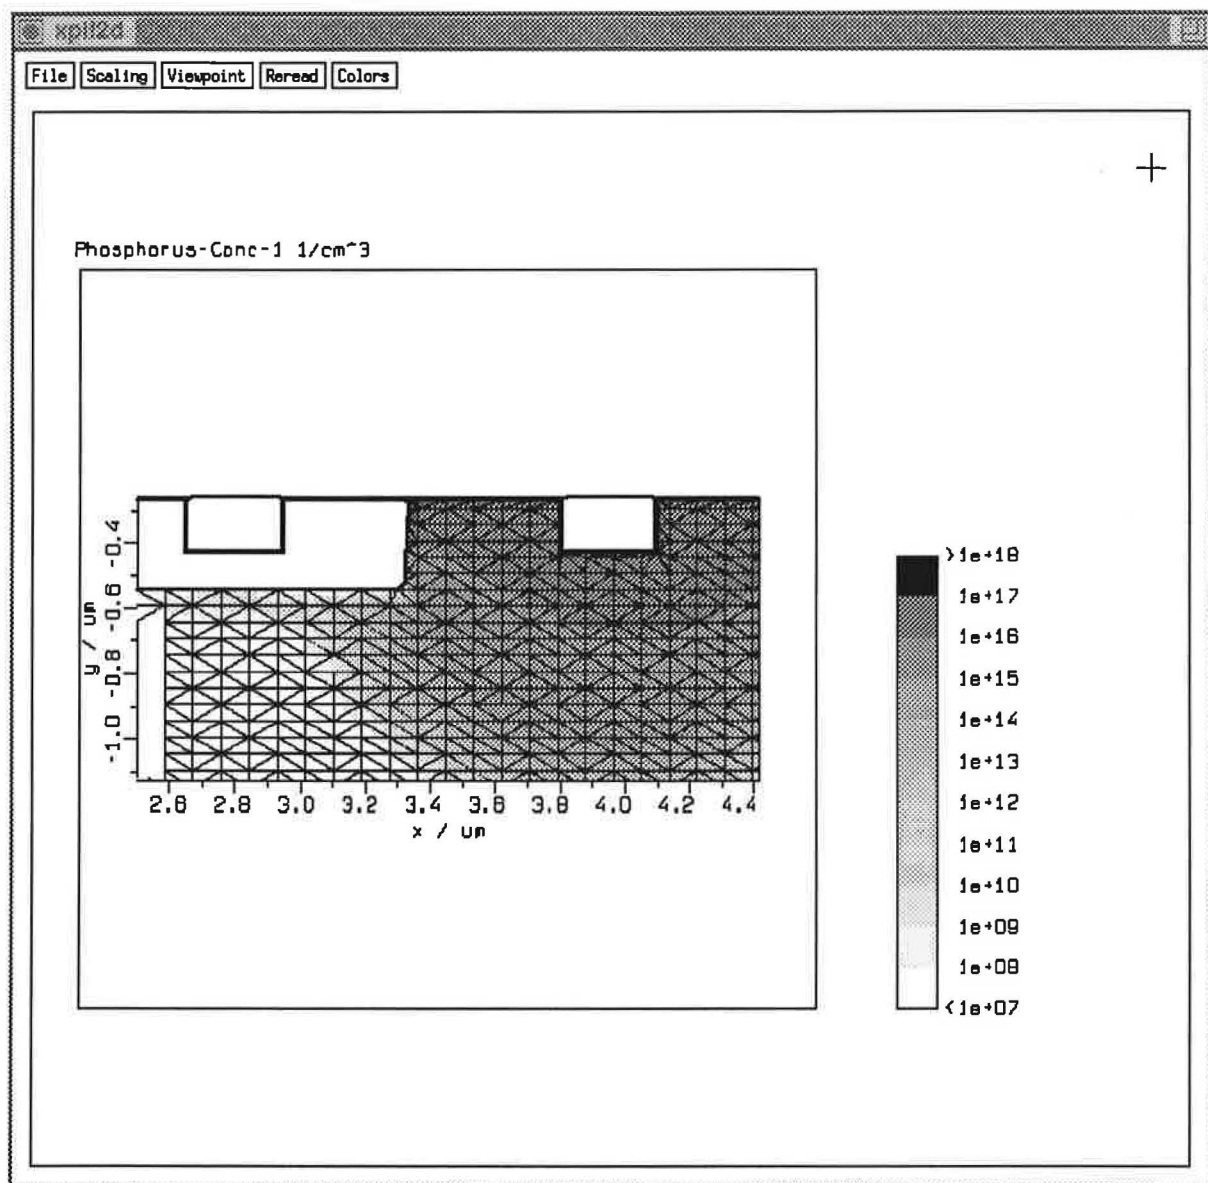 xpif2d
File Scaling Viewpoint Reread Colors
Phosphorus-Conc-1 1/cm^3
-0.4
-0.6
-0.8
-1.0
y / um
2.6 2.8 3.0 3.2 3.4 3.6 3.8 4.0 4.2 4.4
x / um
>1e+18
1e+17
1e+16
1e+15
1e+14
1e+13
1e+12
1e+11
1e+10
1e+09
1e+08
<1e+07